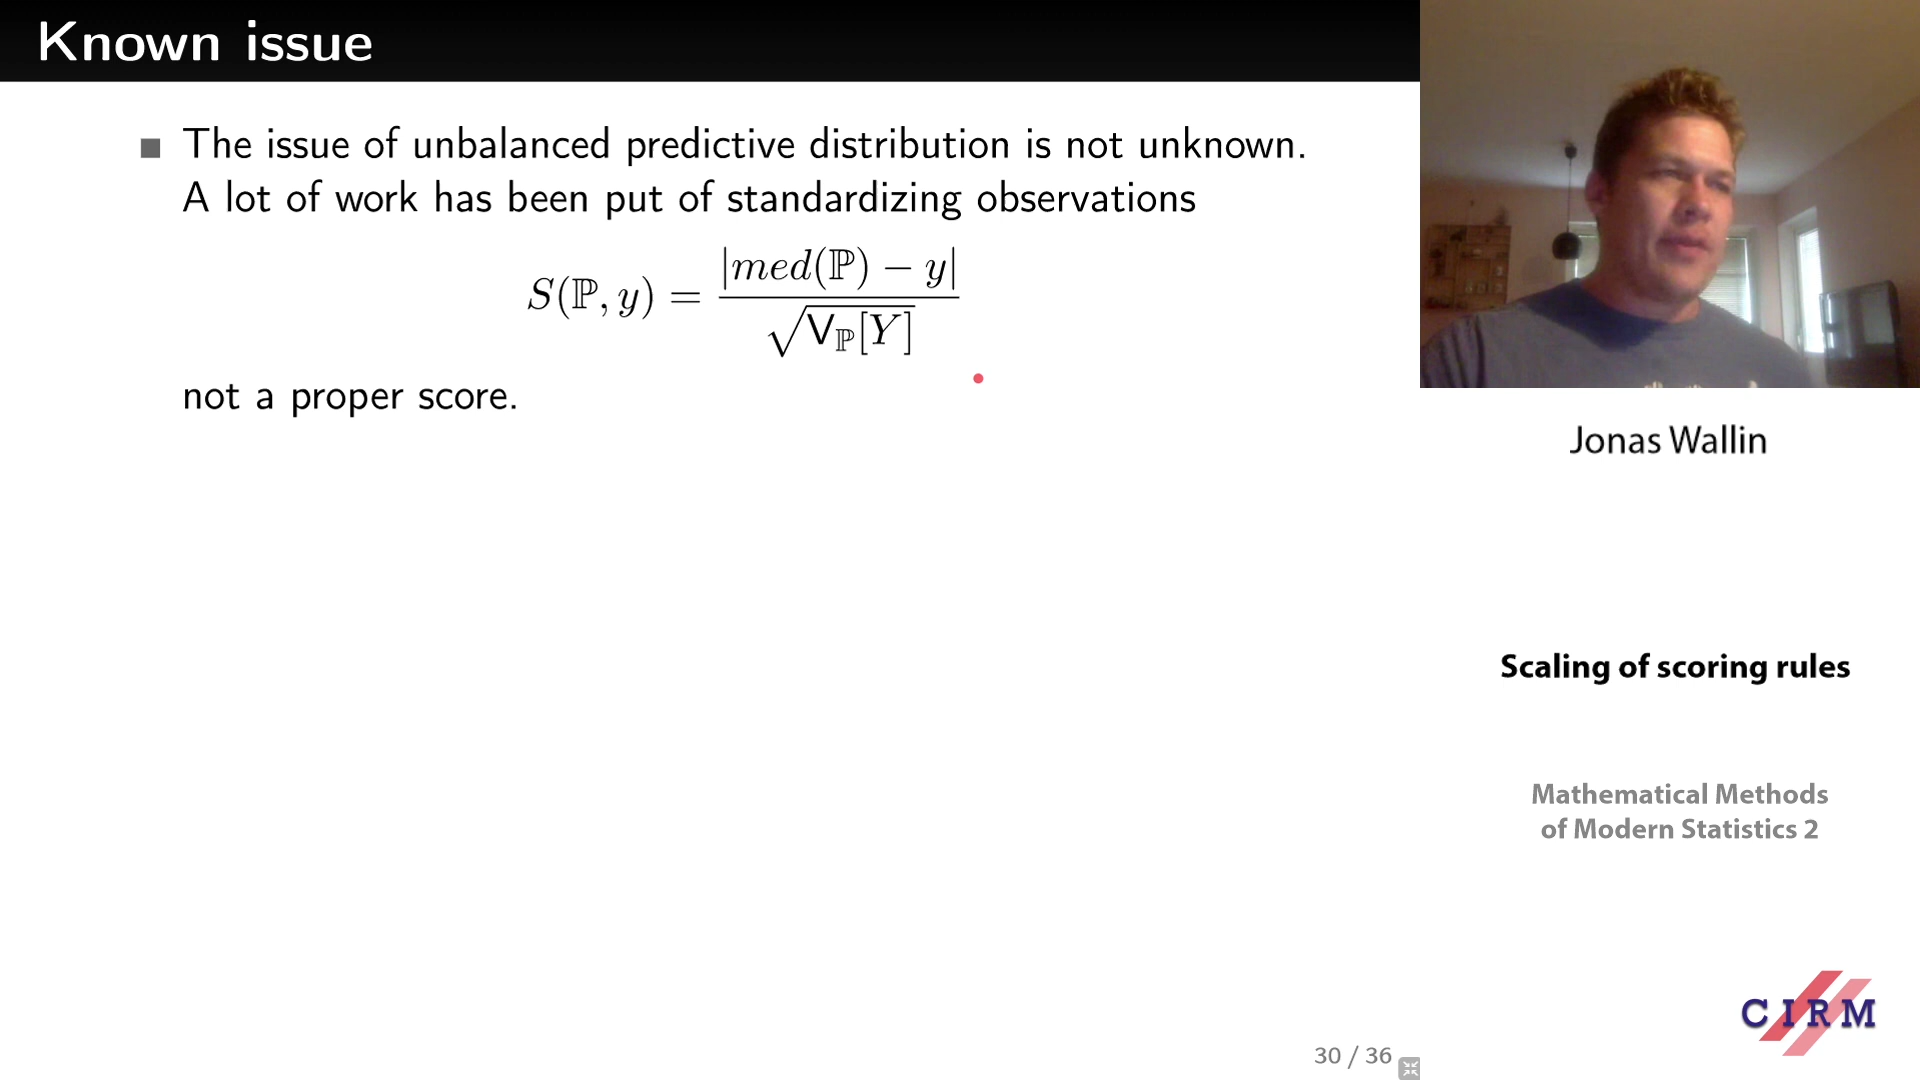 Known issue
The issue of unbalanced predictive distribution is not unknown.
A lot of work has been put of standardizing observations
S(ℙ, y) = |med(ℙ) − y| / √V_ℙ[Y]
not a proper score.
30 / 36
Jonas Wallin
Scaling of scoring rules
Mathematical Methods
of Modern Statistics 2
CIRM